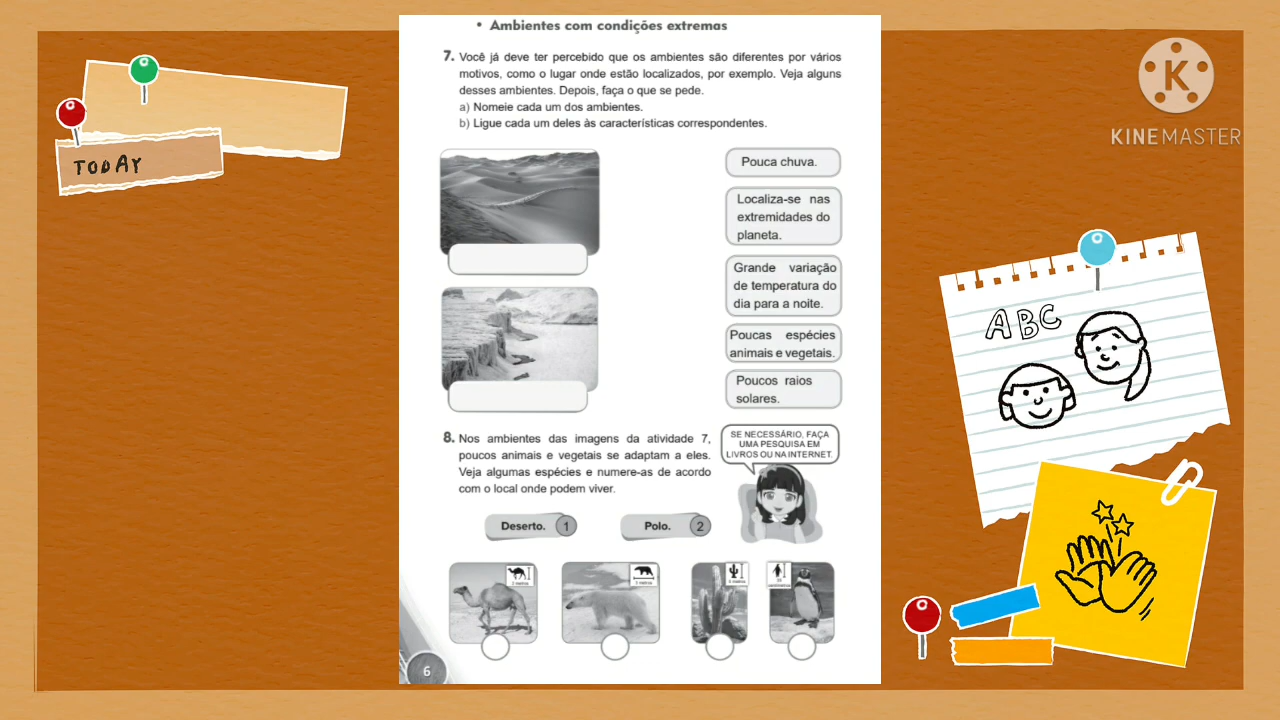 TODAY
KINEMASTER
• Ambientes com condições extremas
7. Você já deve ter percebido que os ambientes são diferentes por vários
motivos, como o lugar onde estão localizados, por exemplo. Veja alguns
desses ambientes. Depois, faça o que se pede.
a) Nomeie cada um dos ambientes.
b) Ligue cada um deles às características correspondentes.
Pouca chuva.
Localiza-se nas
extremidades do
planeta.
Grande variação
de temperatura do
dia para a noite.
Poucas espécies
animais e vegetais.
Poucos raios
solares.
ABC
8. Nos ambientes das imagens da atividade 7,
poucos animais e vegetais se adaptam a eles.
Veja algumas espécies e numere-as de acordo
com o local onde podem viver.
SE NECESSÁRIO, FAÇA
UMA PESQUISA EM
LIVROS OU NA INTERNET.
Deserto. 1
Polo. 2
6